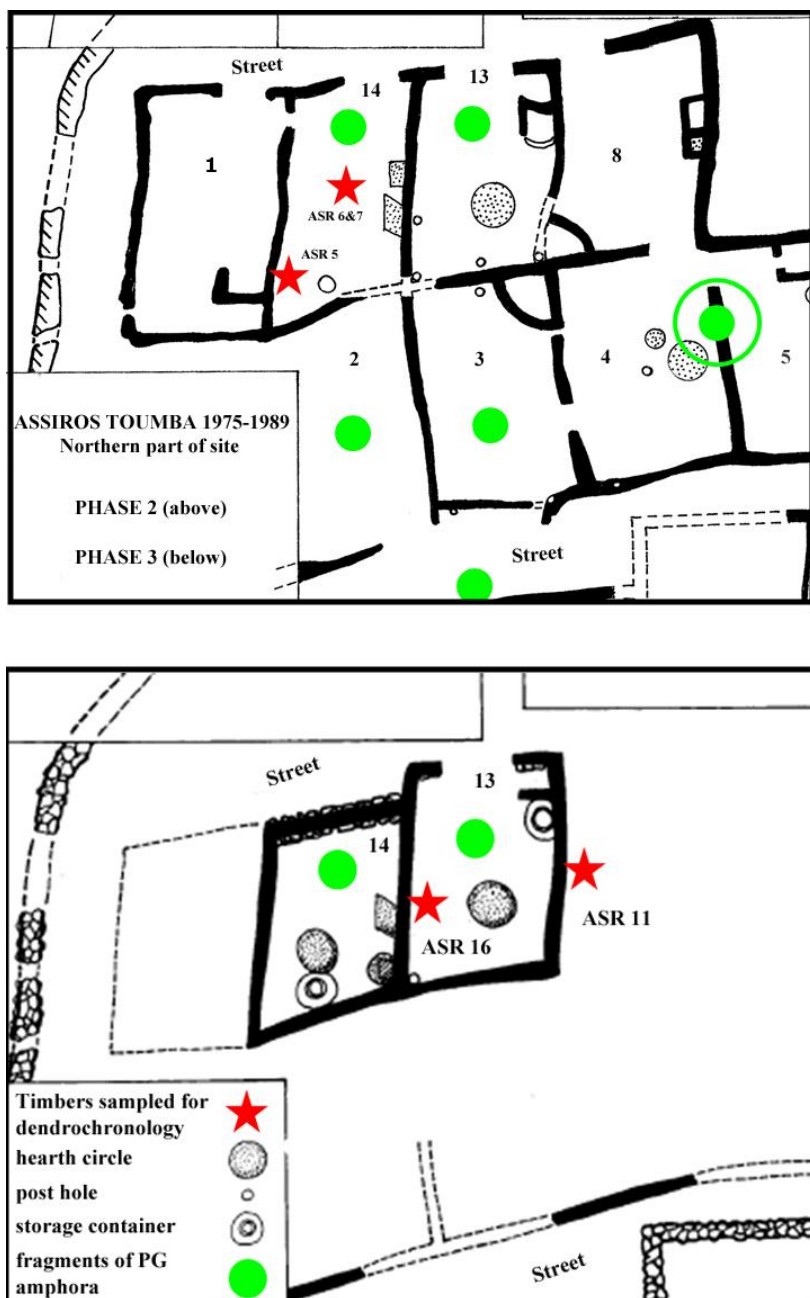 Street
14
13
1
8
ASR 6&7
ASR 5
2
3
4
5
ASSIROS TOUMBA 1975-1989
Northern part of site
PHASE 2 (above)
PHASE 3 (below)
Street
Street
13
14
ASR 16
ASR 11
Timbers sampled for
dendrochronology
hearth circle
post hole
storage container
fragments of PG
amphora
Street